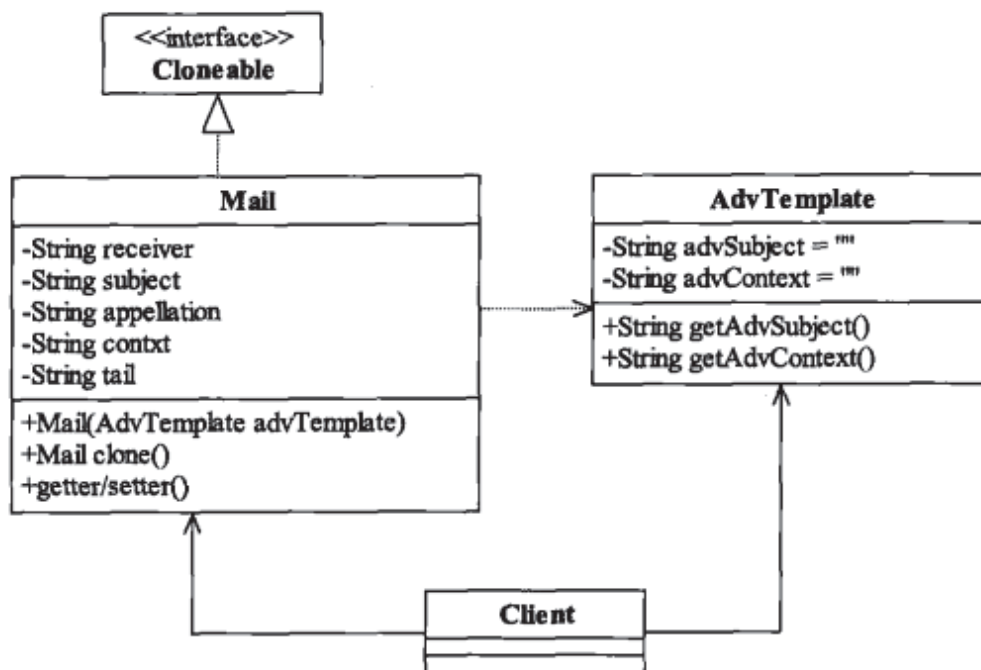 <<interface>>
Cloneable
Mail
-String receiver
-String subject
-String appellation
-String contxt
-String tail
+Mail(AdvTemplate advTemplate)
+Mail clone()
+getter/setter()
AdvTemplate
-String advSubject = ""
-String advContext = ""
+String getAdvSubject()
+String getAdvContext()
Client